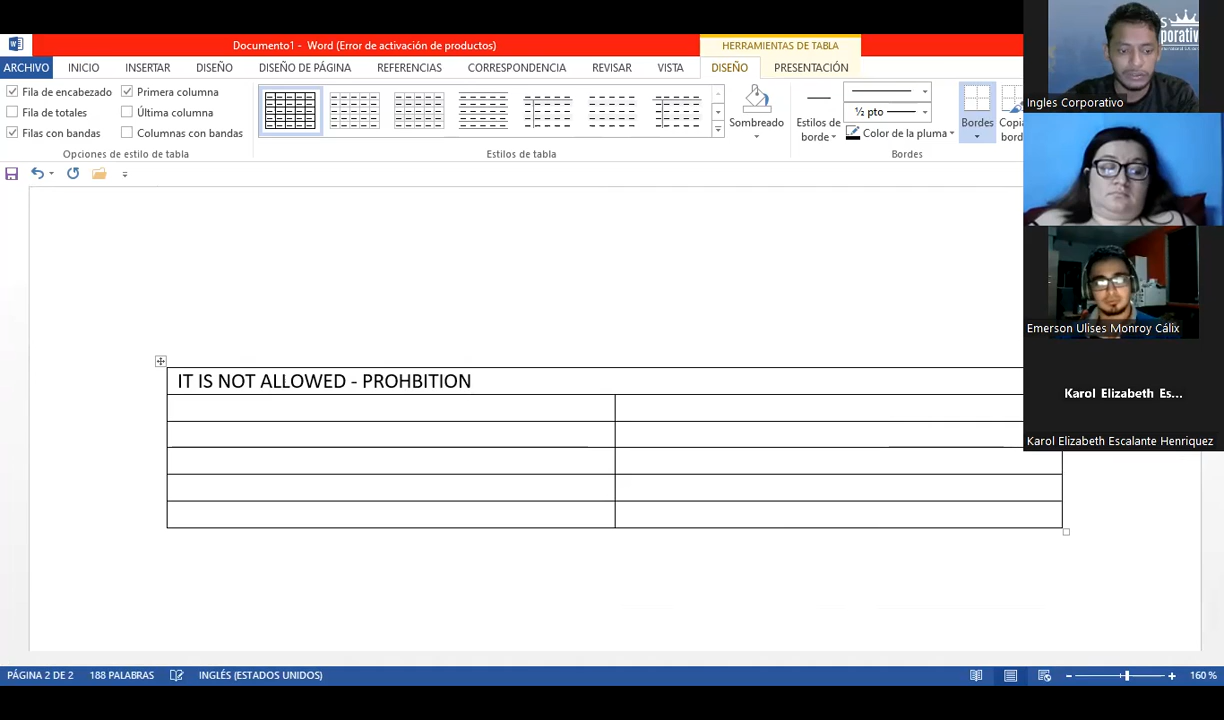 Documento1 - Word (Error de activación de productos)
HERRAMIENTAS DE TABLA
ARCHIVO INICIO INSERTAR DISEÑO DISEÑO DE PÁGINA REFERENCIAS CORRESPONDENCIA REVISAR VISTA DISEÑO PRESENTACIÓN
Fila de encabezado Primera columna
Fila de totales Última columna
Filas con bandas Columnas con bandas
Opciones de estilo de tabla
Estilos de tabla
Sombreado
Estilos de borde
½ pto
Color de la pluma
Bordes
Copia
bord
Bordes
IT IS NOT ALLOWED - PROHBITION
Ingles Corporativo
Emerson Ulises Monroy Cálix
Karol Elizabeth Es...
Karol Elizabeth Escalante Henriquez
PÁGINA 2 DE 2 188 PALABRAS INGLÉS (ESTADOS UNIDOS) 160 %